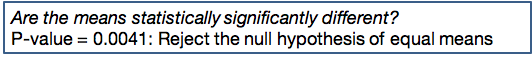 Are the means statistically significantly different?
P-value = 0.0041: Reject the null hypothesis of equal means